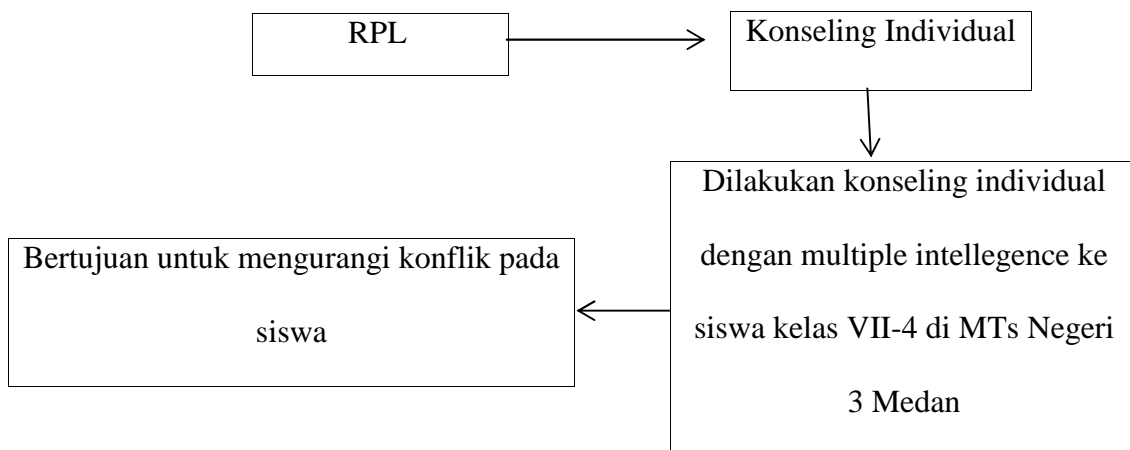 RPL
Konseling Individual
Dilakukan konseling individual
dengan multiple intellegence ke
siswa kelas VII-4 di MTs Negeri
3 Medan
Bertujuan untuk mengurangi konflik pada
siswa